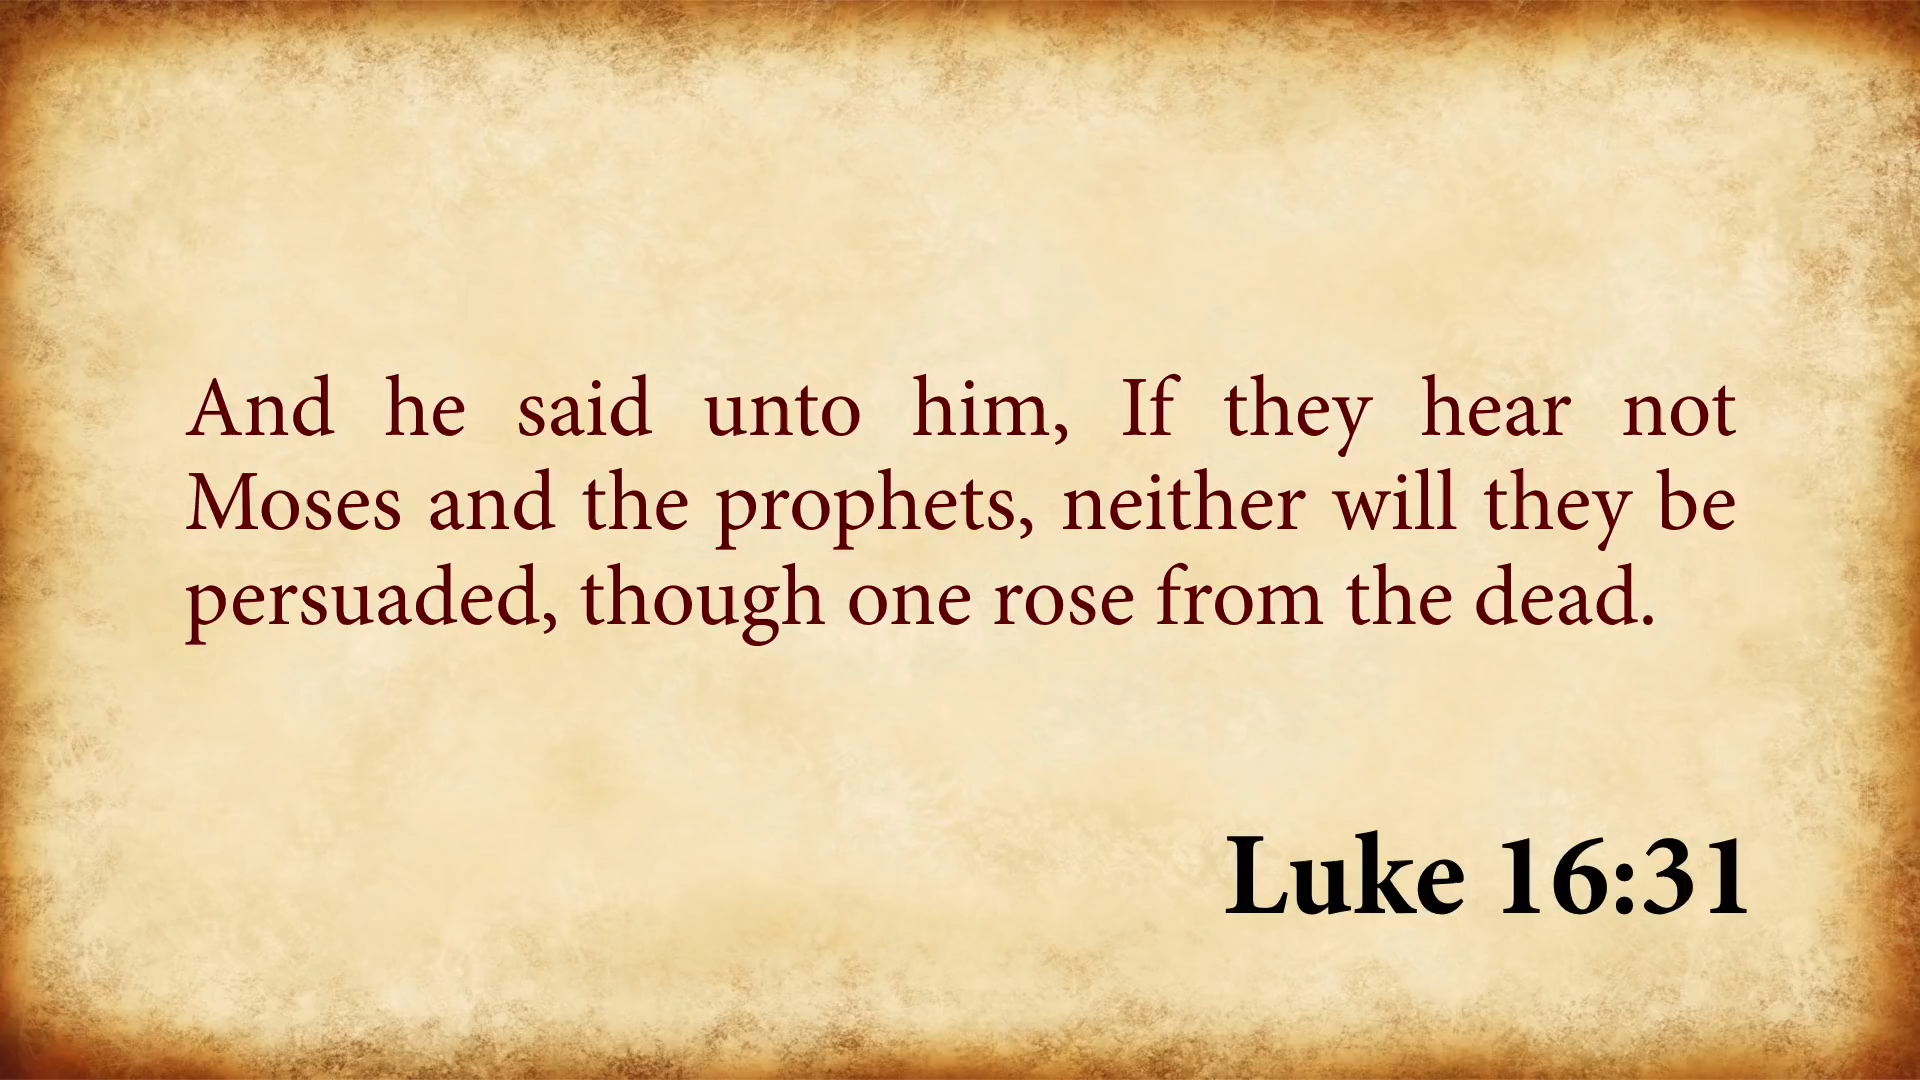 And he said unto him, If they hear not
Moses and the prophets, neither will they be
persuaded, though one rose from the dead.
Luke 16:31